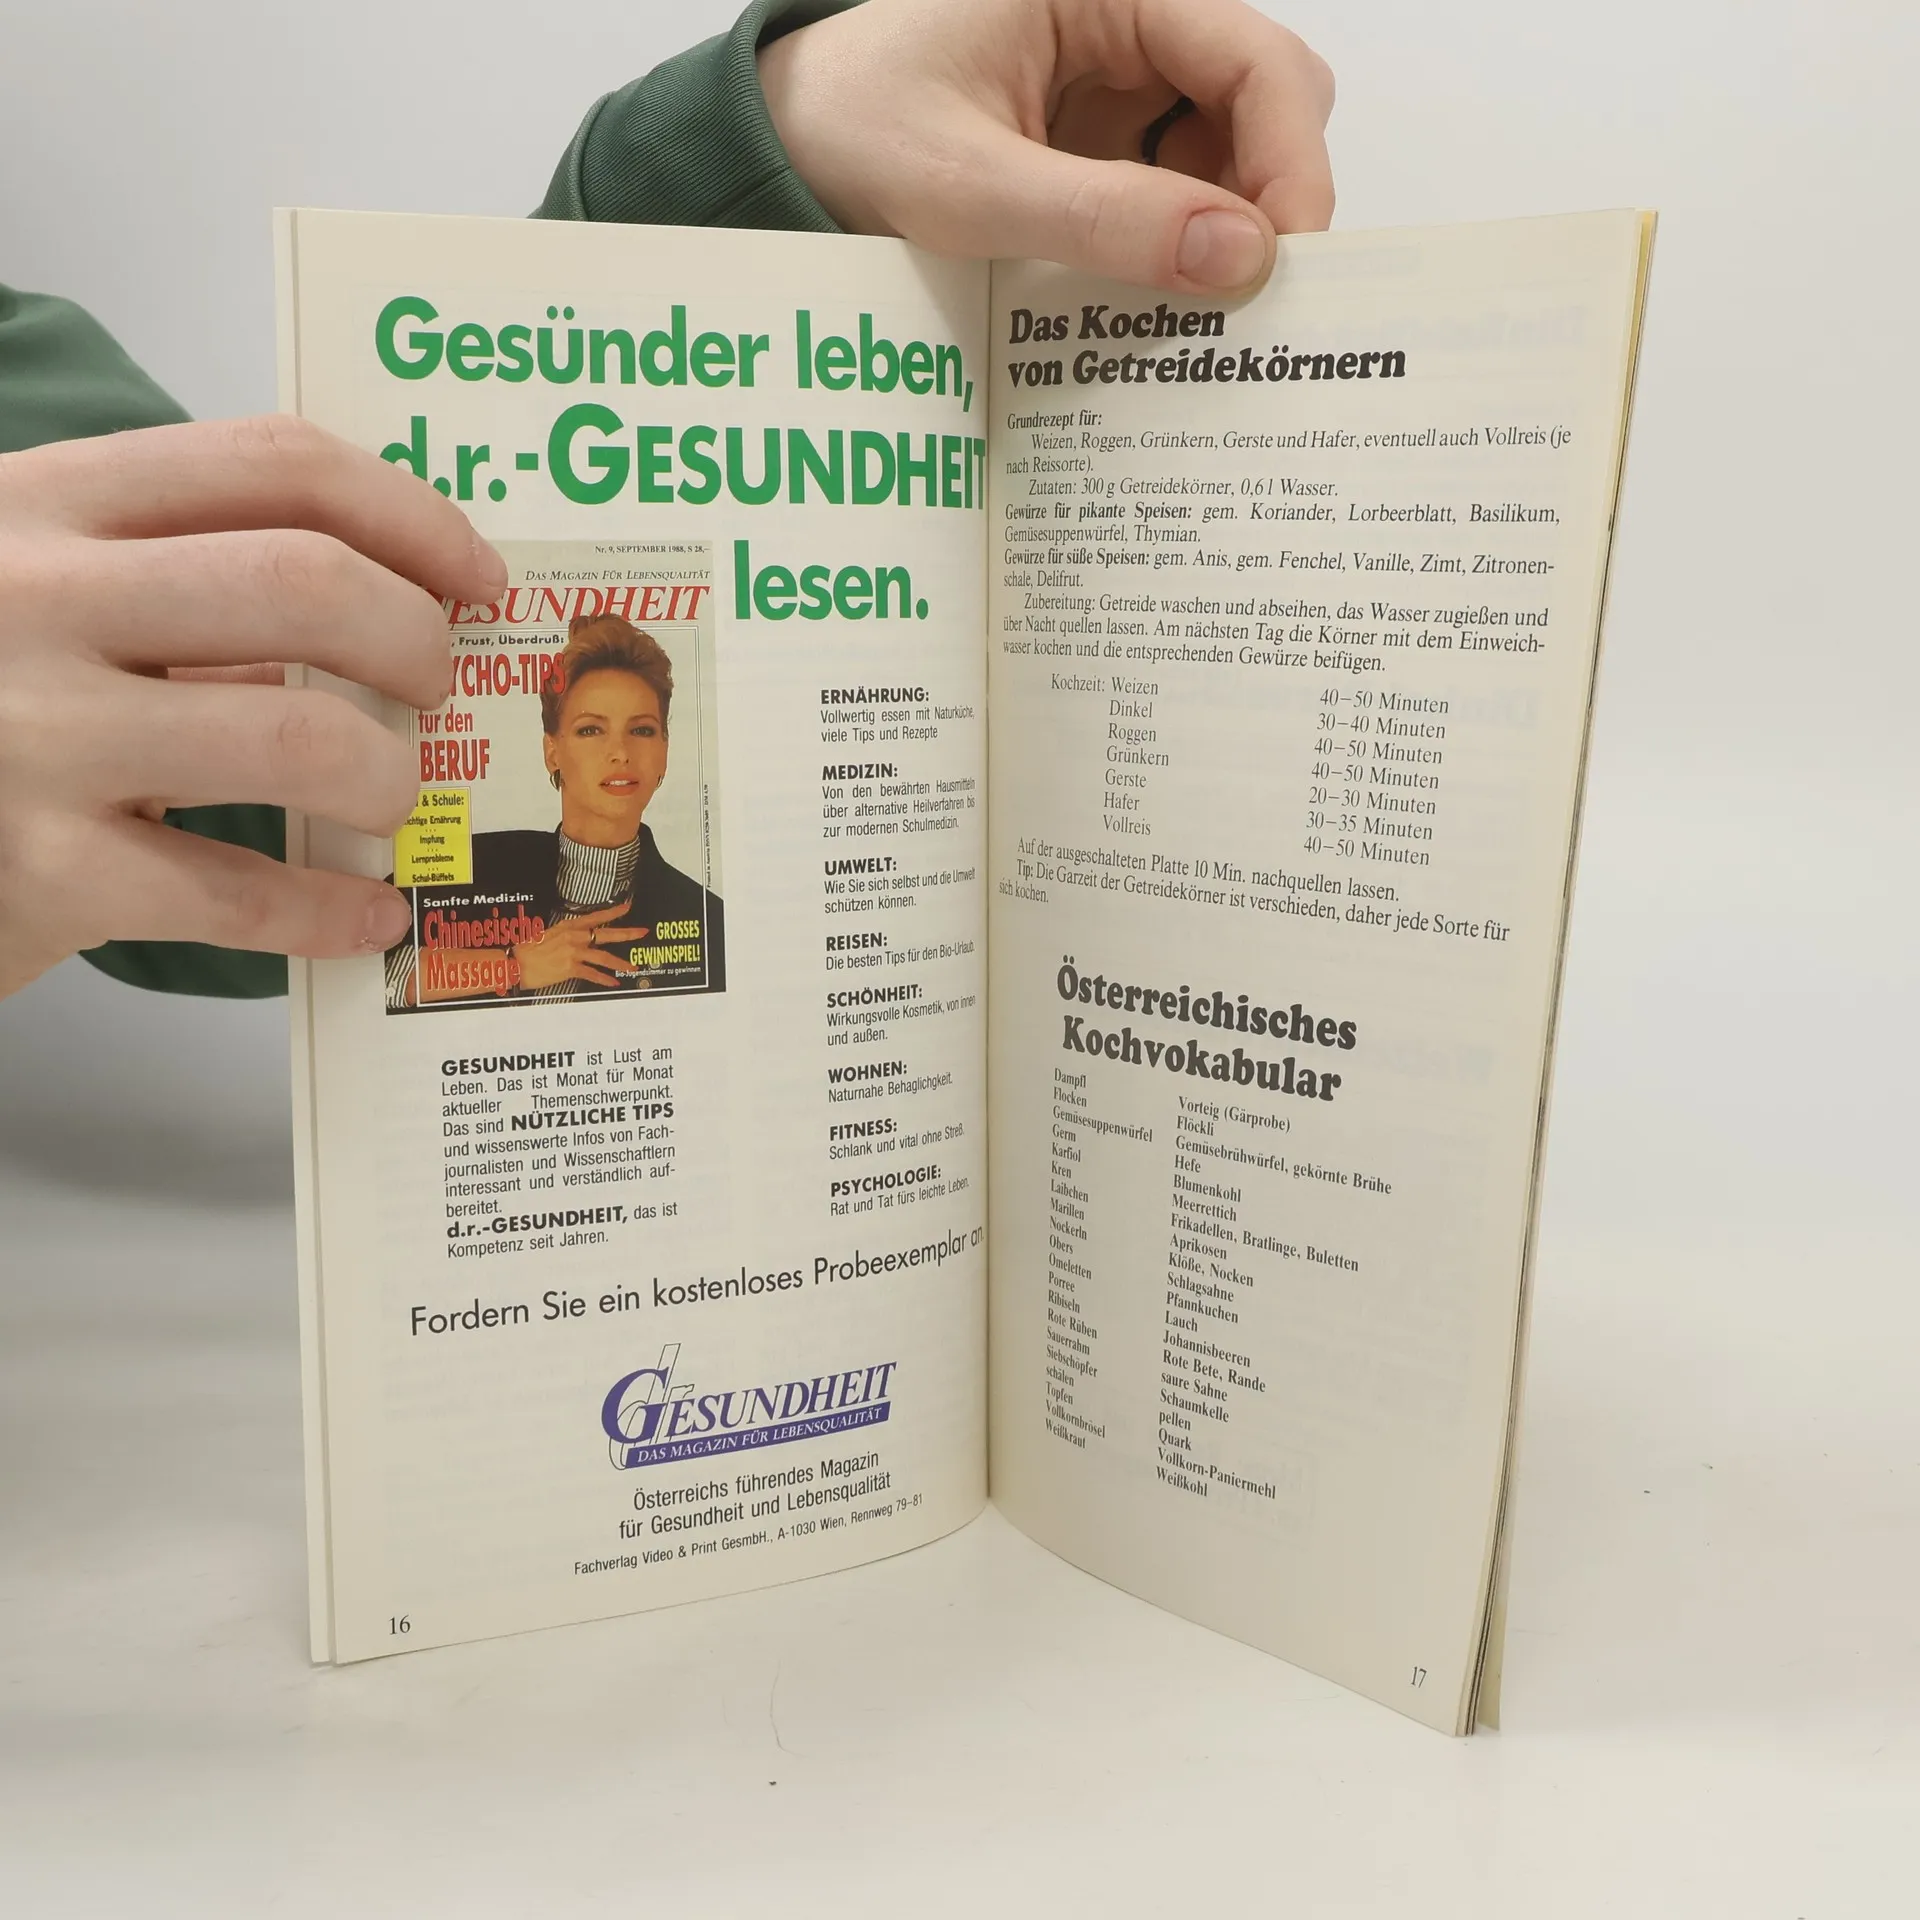 Gesünder leben,
d.r.-GESUNDHEIT
lesen.
Nr. 9, SEPTEMBER 1988, S 28,–
DAS MAGAZIN FÜR LEBENSQUALITÄT
ESUNDHEIT
, Frust, Überdruß:
YCHO-TIPS
für den
BERUF
& Schule:
Impfung
Lernprobleme
Schul-Büffets
Sanfte Medizin:
Chinesische
Massage
GROSSES
GEWINNSPIEL!
Bio-Jugendzimmer zu gewinnen
ERNÄHRUNG:
Vollwertig essen mit Naturküche,
viele Tips und Rezepte
MEDIZIN:
Von den bewährten Hausmitteln
über alternative Heilverfahren bis
zur modernen Schulmedizin.
UMWELT:
Wie Sie sich selbst und die Umwelt
schützen können.
REISEN:
Die besten Tips für den Bio-Urlaub.
SCHÖNHEIT:
Wirkungsvolle Kosmetik, von innen
und außen.
WOHNEN:
Naturnahe Behaglichgkeit.
FITNESS:
Schlank und vital ohne Streß.
PSYCHOLOGIE:
Rat und Tat fürs leichte Leben.
GESUNDHEIT ist Lust am
Leben. Das ist Monat für Monat
aktueller Themenschwerpunkt.
Das sind NÜTZLICHE TIPS
und wissenswerte Infos von Fach-
journalisten und Wissenschaftlern
interessant und verständlich auf-
bereitet.
d.r.-GESUNDHEIT, das ist
Kompetenz seit Jahren.
Fordern Sie ein kostenloses Probeexemplar an.
dr GESUNDHEIT
DAS MAGAZIN FÜR LEBENSQUALITÄT
Österreichs führendes Magazin
für Gesundheit und Lebensqualität
Fachverlag Video & Print GesmbH., A-1030 Wien, Rennweg 79–81
16
Das Kochen
von Getreidekörnern
Grundrezept für:
Weizen, Roggen, Grünkern, Gerste und Hafer, eventuell auch Vollreis (je
nach Reissorte).
Zutaten: 300 g Getreidekörner, 0,6 l Wasser.
Gewürze für pikante Speisen: gem. Koriander, Lorbeerblatt, Basilikum,
Gemüsesuppenwürfel, Thymian.
Gewürze für süße Speisen: gem. Anis, gem. Fenchel, Vanille, Zimt, Zitronen-
schale, Delifrut.
Zubereitung: Getreide waschen und abseihen, das Wasser zugießen und
über Nacht quellen lassen. Am nächsten Tag die Körner mit dem Einweich-
wasser kochen und die entsprechenden Gewürze beifügen.
Kochzeit: Weizen 40–50 Minuten
Dinkel 30–40 Minuten
Roggen 40–50 Minuten
Grünkern 40–50 Minuten
Gerste 20–30 Minuten
Hafer 30–35 Minuten
Vollreis 40–50 Minuten
Auf der ausgeschalteten Platte 10 Min. nachquellen lassen.
Tip: Die Garzeit der Getreidekörner ist verschieden, daher jede Sorte für
sich kochen.
Österreichisches
Kochvokabular
Dampfl Vorteig (Gärprobe)
Flocken Flöckli
Gemüsesuppenwürfel Gemüsebrühwürfel, gekörnte Brühe
Germ Hefe
Karfiol Blumenkohl
Kren Meerrettich
Laibchen Frikadellen, Bratlinge, Buletten
Marillen Aprikosen
Nockerln Klöße, Nocken
Obers Schlagsahne
Omeletten Pfannkuchen
Porree Lauch
Ribiseln Johannisbeeren
Rote Rüben Rote Bete, Rande
Sauerrahm saure Sahne
Siebschöpfer Schaumkelle
schälen pellen
Topfen Quark
Vollkornbrösel Vollkorn-Paniermehl
Weißkraut Weißkohl
17